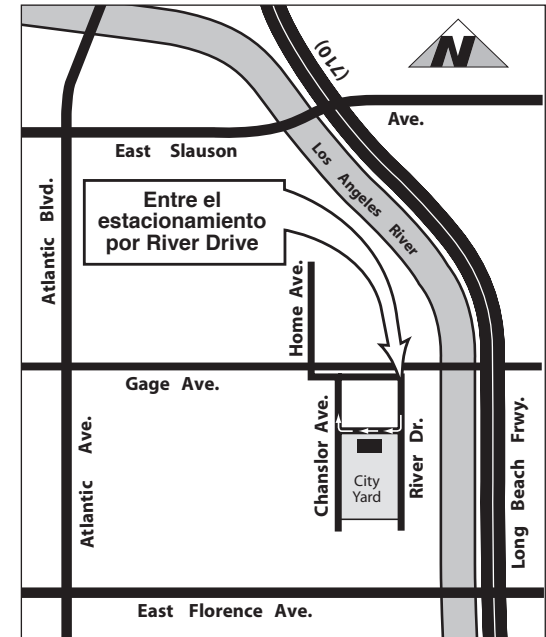 (710)
N
Ave.
East Slauson
Los Angeles River
Atlantic Blvd.
Entre el
estacionamiento
por River Drive
Home Ave.
Gage Ave.
Atlantic Ave.
Chanslor Ave.
River Dr.
City
Yard
Long Beach Frwy.
East Florence Ave.